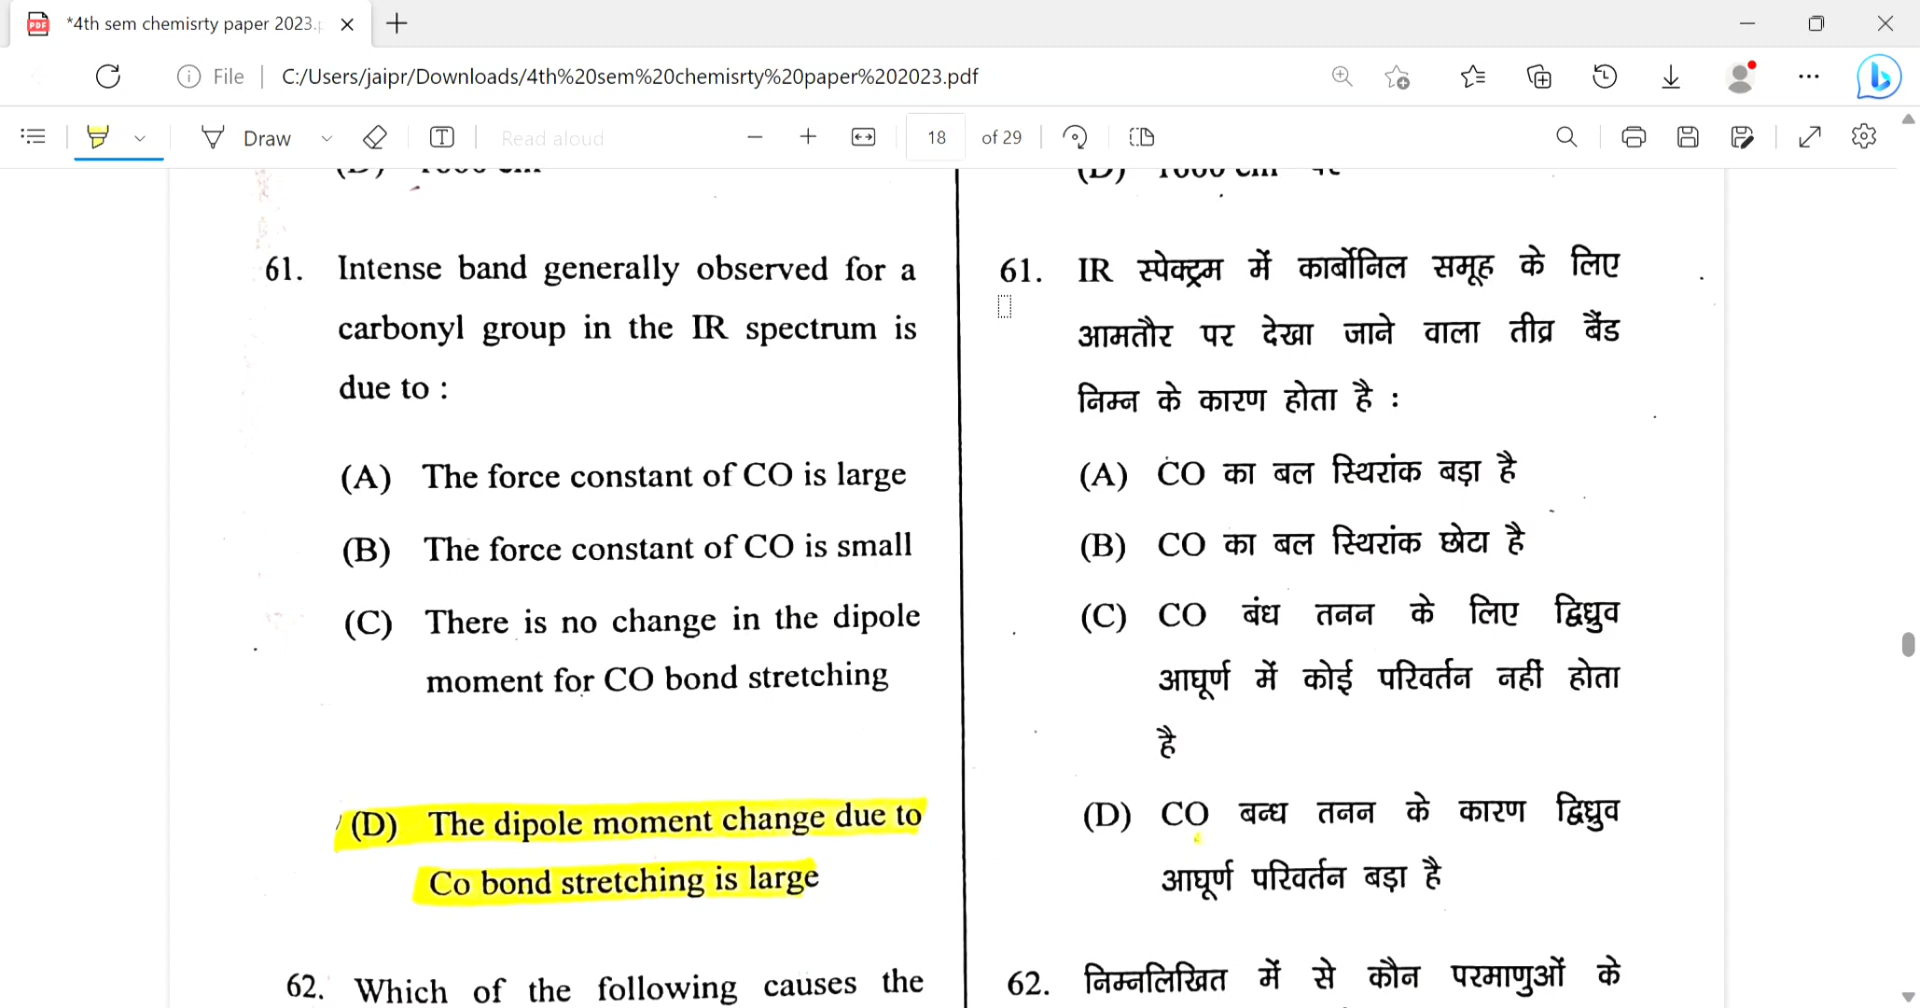 *4th sem chemisrty paper 2023.p
File
C:/Users/jaipr/Downloads/4th%20sem%20chemisrty%20paper%202023.pdf
Draw
Read aloud
18 of 29
61. Intense band generally observed for a
carbonyl group in the IR spectrum is
due to :
(A) The force constant of CO is large
(B) The force constant of CO is small
(C) There is no change in the dipole
moment for CO bond stretching
(D) The dipole moment change due to
Co bond stretching is large
62. Which of the following causes the
61. IR स्पेक्ट्रम में कार्बोनिल समूह के लिए
आमतौर पर देखा जाने वाला तीव्र बैंड
निम्न के कारण होता है :
(A) CO का बल स्थिरांक बड़ा है
(B) CO का बल स्थिरांक छोटा है
(C) CO बंध तनन के लिए द्विध्रुव
आघूर्ण में कोई परिवर्तन नहीं होता
है
(D) CO बन्ध तनन के कारण द्विध्रुव
आघूर्ण परिवर्तन बड़ा है
62. निम्नलिखित में से कौन परमाणुओं के